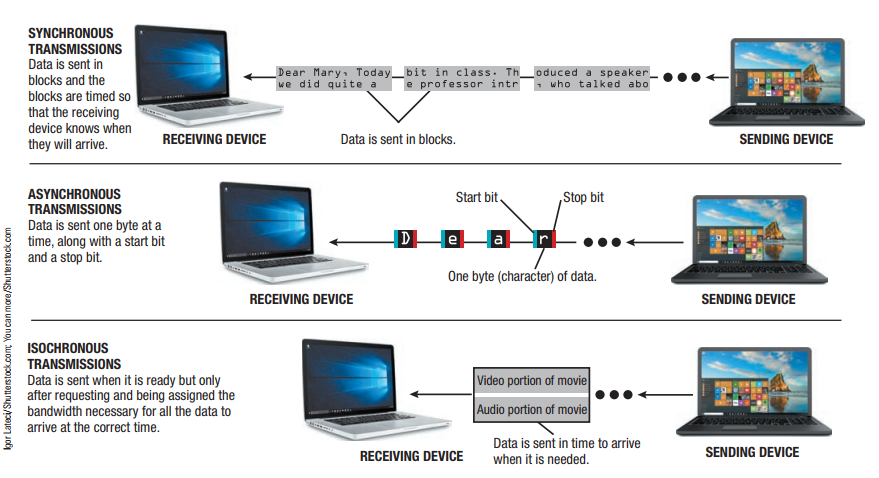 SYNCHRONOUS
TRANSMISSIONS
Data is sent in
blocks and the
blocks are timed so
that the receiving
device knows when
they will arrive.
Dear Mary, Today
we did quite a
bit in class. Th
e professor intr
oduced a speaker
, who talked abo
RECEIVING DEVICE
Data is sent in blocks.
SENDING DEVICE
ASYNCHRONOUS
TRANSMISSIONS
Data is sent one byte at a
time, along with a start bit
and a stop bit.
Start bit
Stop bit
D e a r
One byte (character) of data.
RECEIVING DEVICE
SENDING DEVICE
ISOCHRONOUS
TRANSMISSIONS
Data is sent when it is ready but only
after requesting and being assigned the
bandwidth necessary for all the data to
arrive at the correct time.
Video portion of movie
Audio portion of movie
Data is sent in time to arrive
when it is needed.
RECEIVING DEVICE
SENDING DEVICE
Igor Lateci/Shutterstock.com; You can more/Shutterstock.com